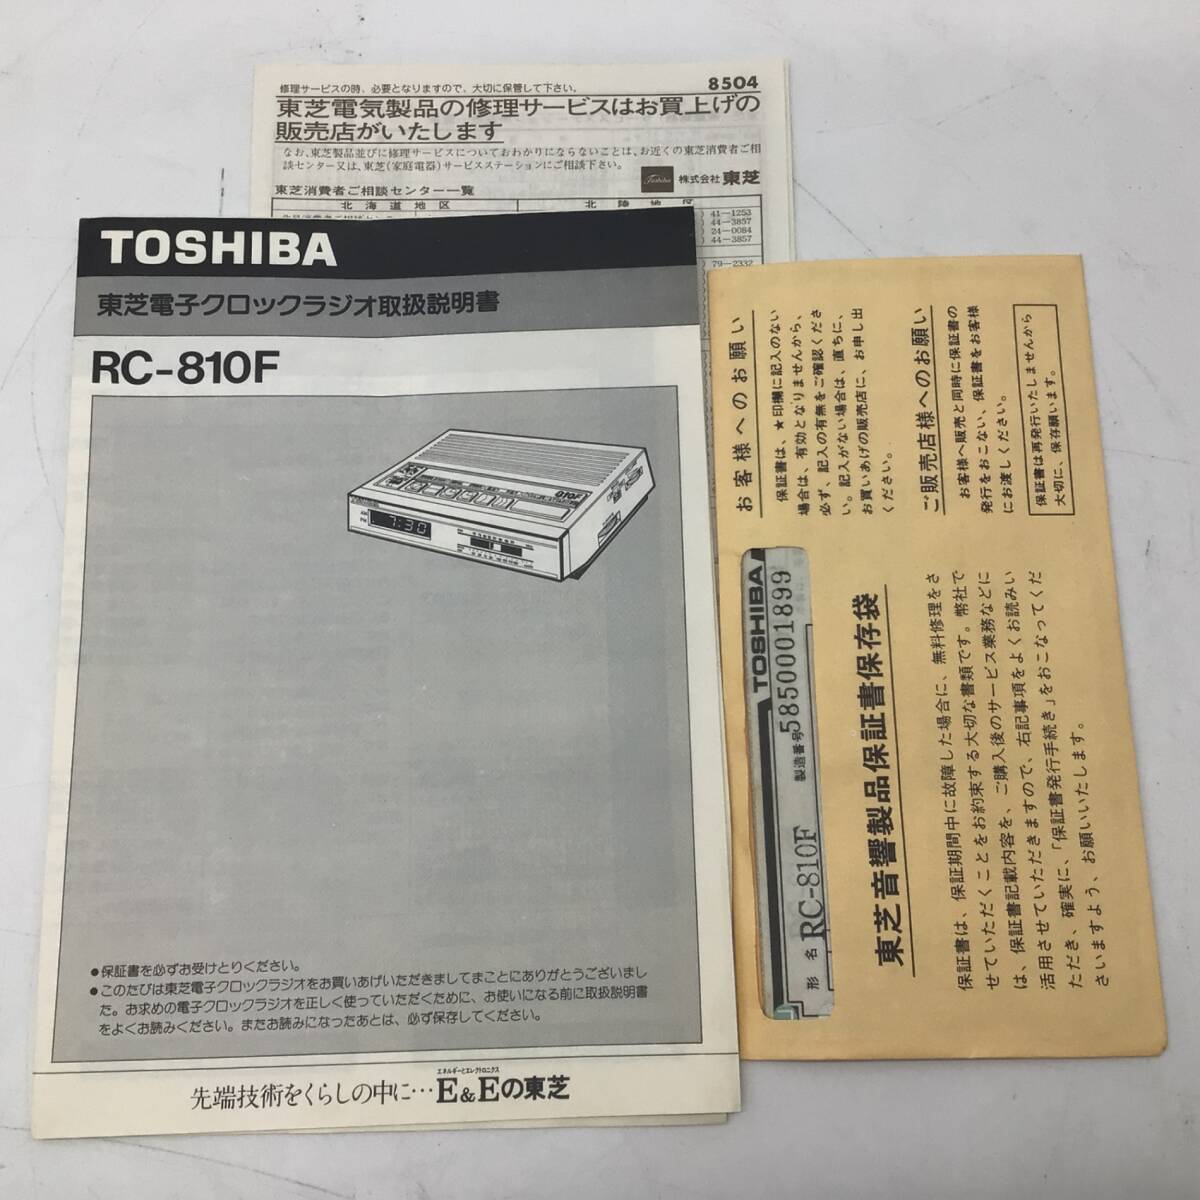 修理サービスの時、必要となりますので、大切に保管して下さい。
8504
東芝電気製品の修理サービスはお買上げの
販売店がいたします
なお、東芝製品並びに修理サービスについておわかりにならないことは、お近くの東芝消費者ご相
談センター又は、東芝(家庭電器)サービスステーションにご相談下さい。
Toshiba 株式会社 東芝
東芝消費者ご相談センター一覧
北海道地区
北陸地区
41-1253
44-3857
24-0084
44-3857
79-2332
TOSHIBA
東芝電子クロックラジオ取扱説明書
RC-810F
810F
7:30
●保証書を必ずお受けとりください。
●このたびは東芝電子クロックラジオをお買いあげいただきましてまことにありがとうございまし
た。お求めの電子クロックラジオを正しく使っていただくために、お使いになる前に取扱説明書
をよくお読みください。またお読みになったあとは、必ず保存してください。
エネルギーとエレクトロニクス
先端技術をくらしの中に…E&Eの東芝
お客様へのお願い
保証書は、★印欄に記入のない
場合は、有効となりませんから、
必ず、記入の有無をご確認くださ
い。記入がない場合は、直ちに、
お買いあげの販売店に、お申し出
ください。
ご販売店様へのお願い
お客様へ販売と同時に保証書の
発行をおこない、保証書をお客様
にお渡しください。
保証書は再発行いたしませんから
大切に、保存願います。
TOSHIBA
製造番号 5850001899
形名 RC-810F
東芝音響製品保証書保存袋
保証書は、保証期間中に故障した場合に、無料修理をさ
せていただくことをお約束する大切な書類です。弊社で
は、保証書記載内容を、ご購入後のサービス業務などに
活用させていただきますので、右記事項をよくお読みい
ただき、確実に、「保証書発行手続き」をおこなってくだ
さいますよう、お願いいたします。